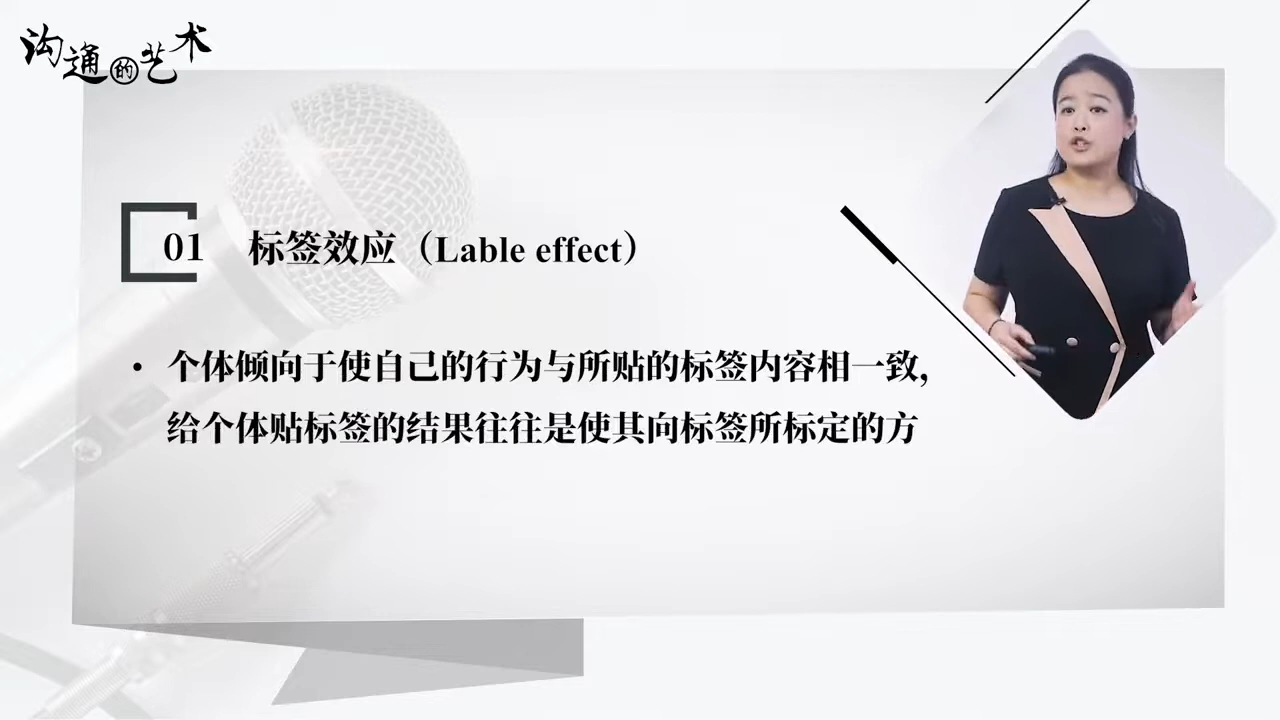 沟通的艺术
01 标签效应（Lable effect）
• 个体倾向于使自己的行为与所贴的标签内容相一致,
给个体贴标签的结果往往是使其向标签所标定的方